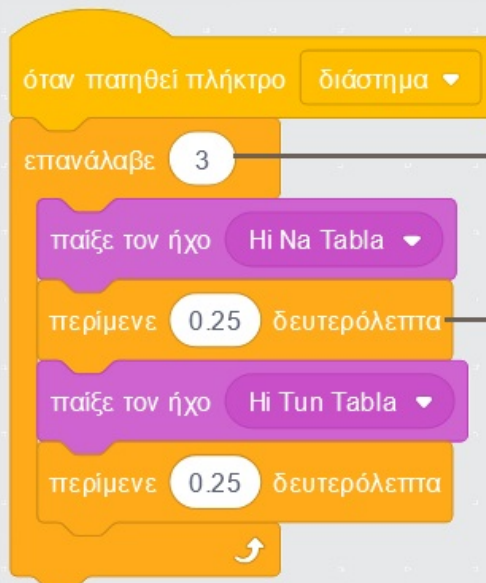 όταν πατηθεί πλήκτρο διάστημα
επανάλαβε 3
παίξε τον ήχο Hi Na Tabla
περίμενε 0.25 δευτερόλεπτα
παίξε τον ήχο Hi Tun Tabla
περίμενε 0.25 δευτερόλεπτα